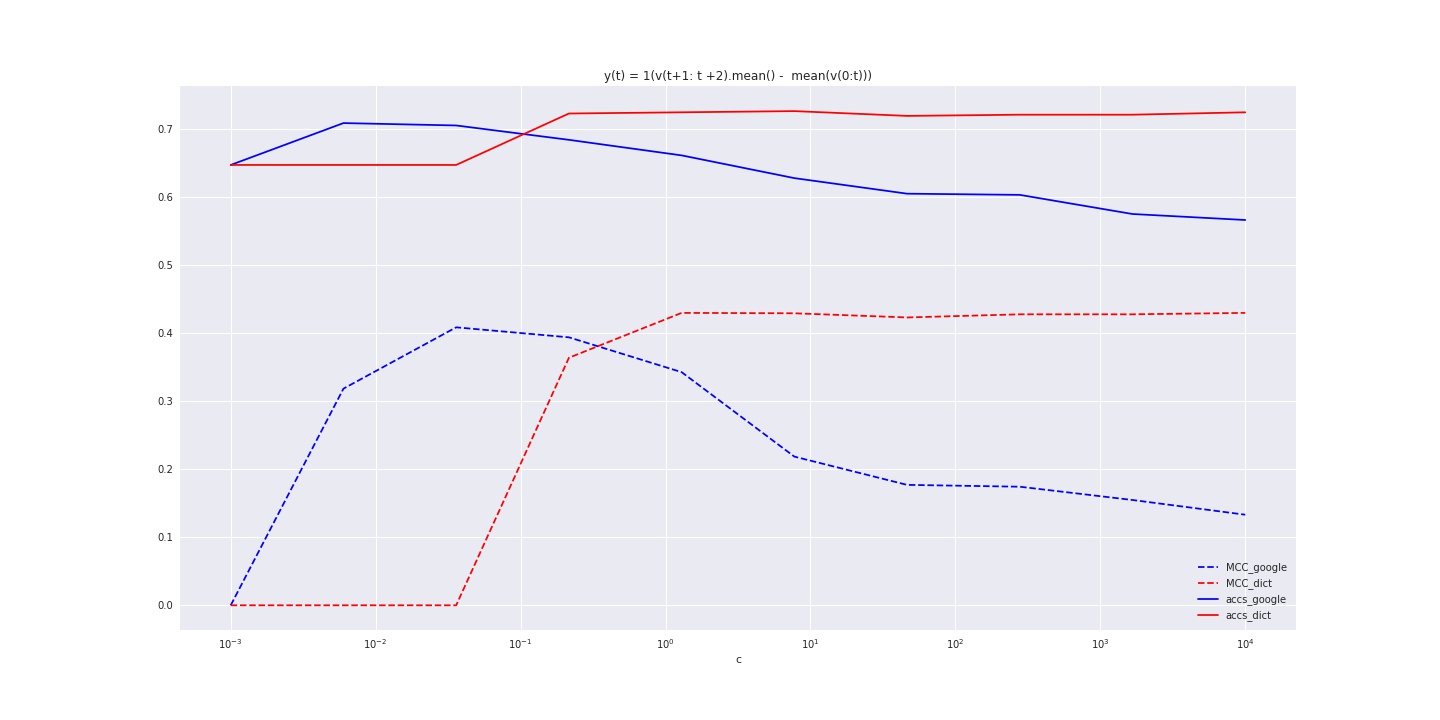 y(t) = 1(v(t+1: t +2).mean() -  mean(v(0:t)))
0.7
0.6
0.5
0.4
0.3
0.2
0.1
0.0
MCC_google
MCC_dict
accs_google
accs_dict
10⁻³ 10⁻² 10⁻¹ 10⁰ 10¹ 10² 10³ 10⁴
c